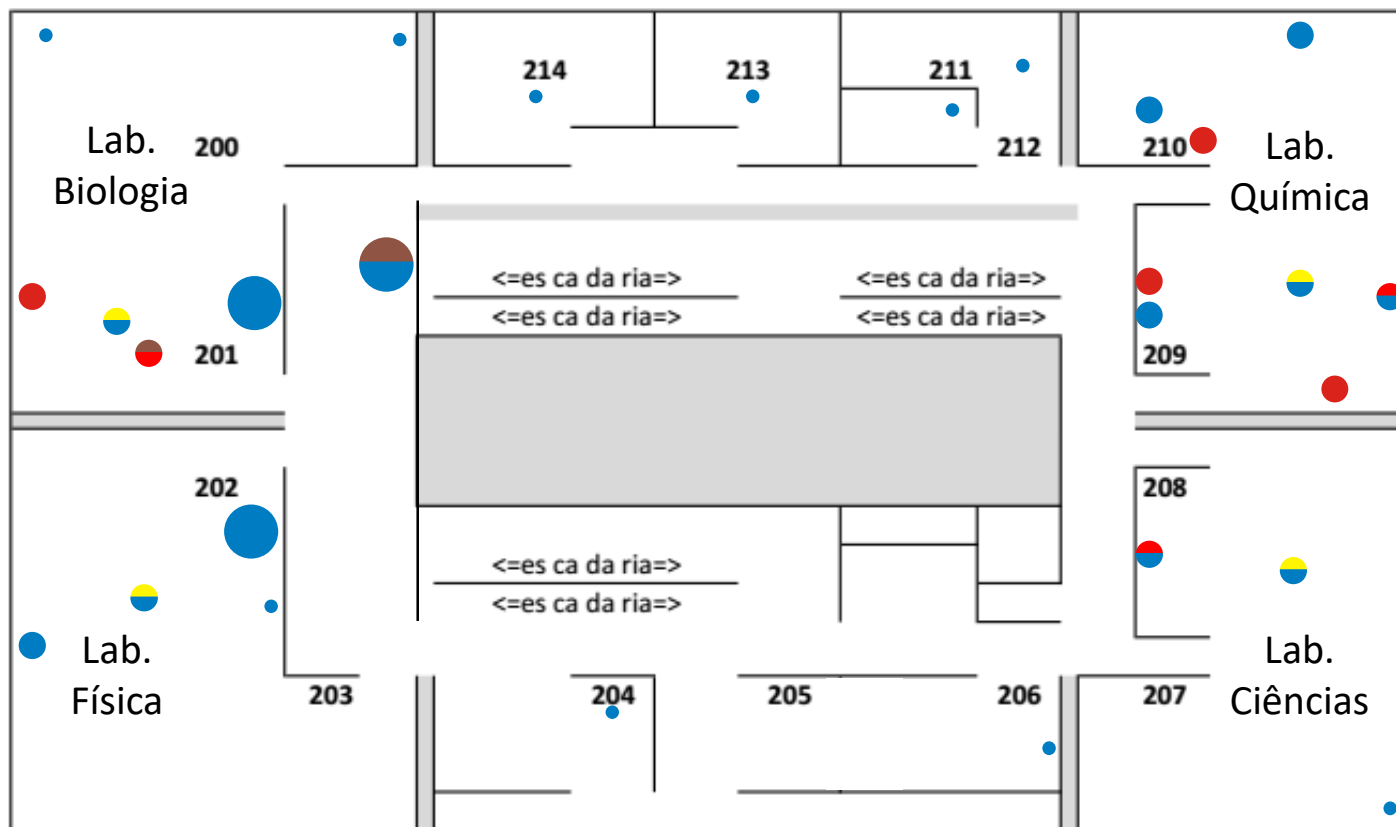 214
213
211
Lab.
Biologia
200
212
210
Lab.
Química
<=es ca da ria=>
<=es ca da ria=>
<=es ca da ria=>
<=es ca da ria=>
201
209
202
208
<=es ca da ria=>
<=es ca da ria=>
Lab.
Física
203
204
205
206
207
Lab.
Ciências